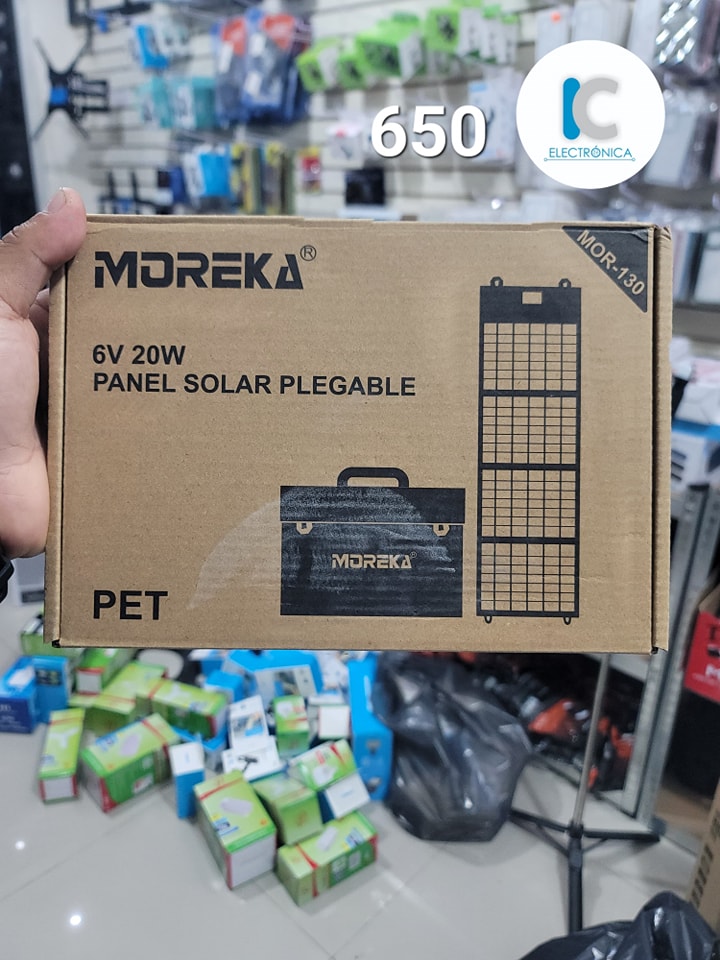 650
IC
ELECTRÓNICA
MOREKA®
MOR-130
6V 20W
PANEL SOLAR PLEGABLE
MOREKA®
PET